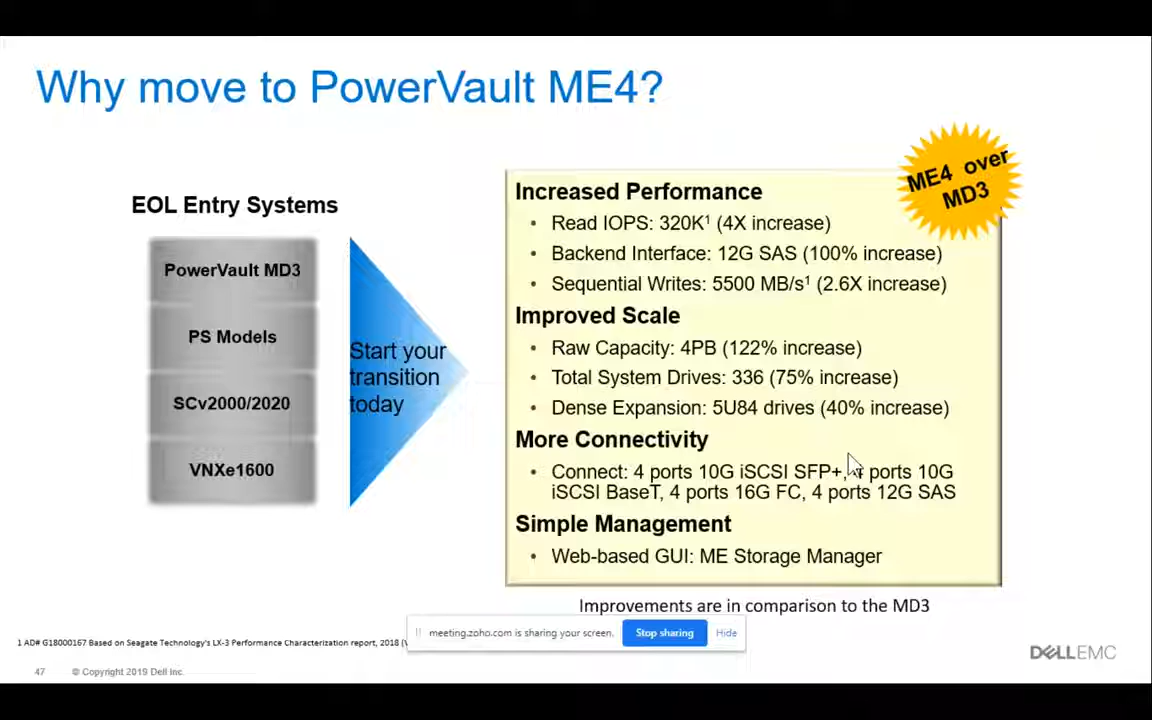 Why move to PowerVault ME4?
ME4 over
MD3
EOL Entry Systems
PowerVault MD3
PS Models
SCv2000/2020
VNXe1600
Start your
transition
today
Increased Performance
• Read IOPS: 320K¹ (4X increase)
• Backend Interface: 12G SAS (100% increase)
• Sequential Writes: 5500 MB/s¹ (2.6X increase)
Improved Scale
• Raw Capacity: 4PB (122% increase)
• Total System Drives: 336 (75% increase)
• Dense Expansion: 5U84 drives (40% increase)
More Connectivity
• Connect: 4 ports 10G iSCSI SFP+, 4 ports 10G
iSCSI BaseT, 4 ports 16G FC, 4 ports 12G SAS
Simple Management
• Web-based GUI: ME Storage Manager
Improvements are in comparison to the MD3
meeting.zoho.com is sharing your screen.
Stop sharing
Hide
1 AD# G18000167 Based on Seagate Technology's LX-3 Performance Characterization report, 2018
47 © Copyright 2019 Dell Inc.
DELLEMC